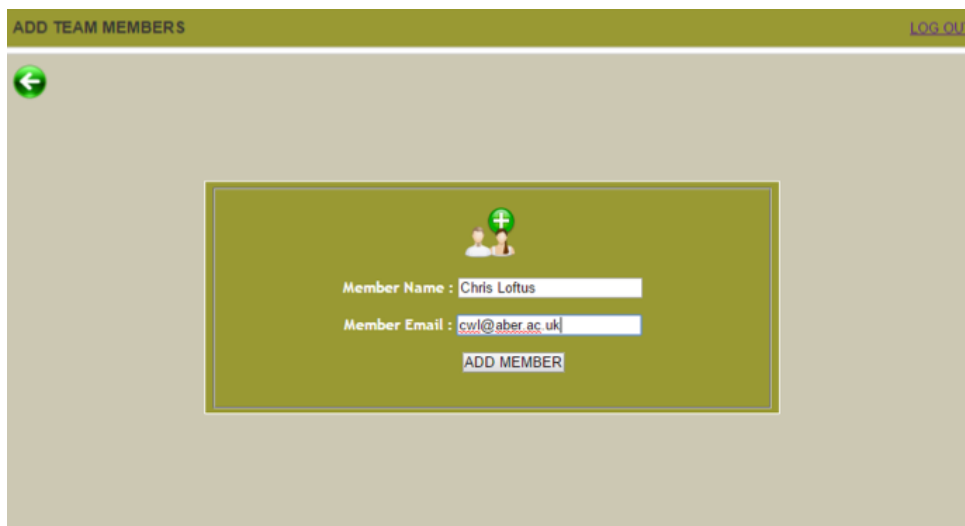 ADD TEAM MEMBERS
LOG OU
Member Name : Chris Loftus
Member Email : cwl@aber.ac.uk
ADD MEMBER